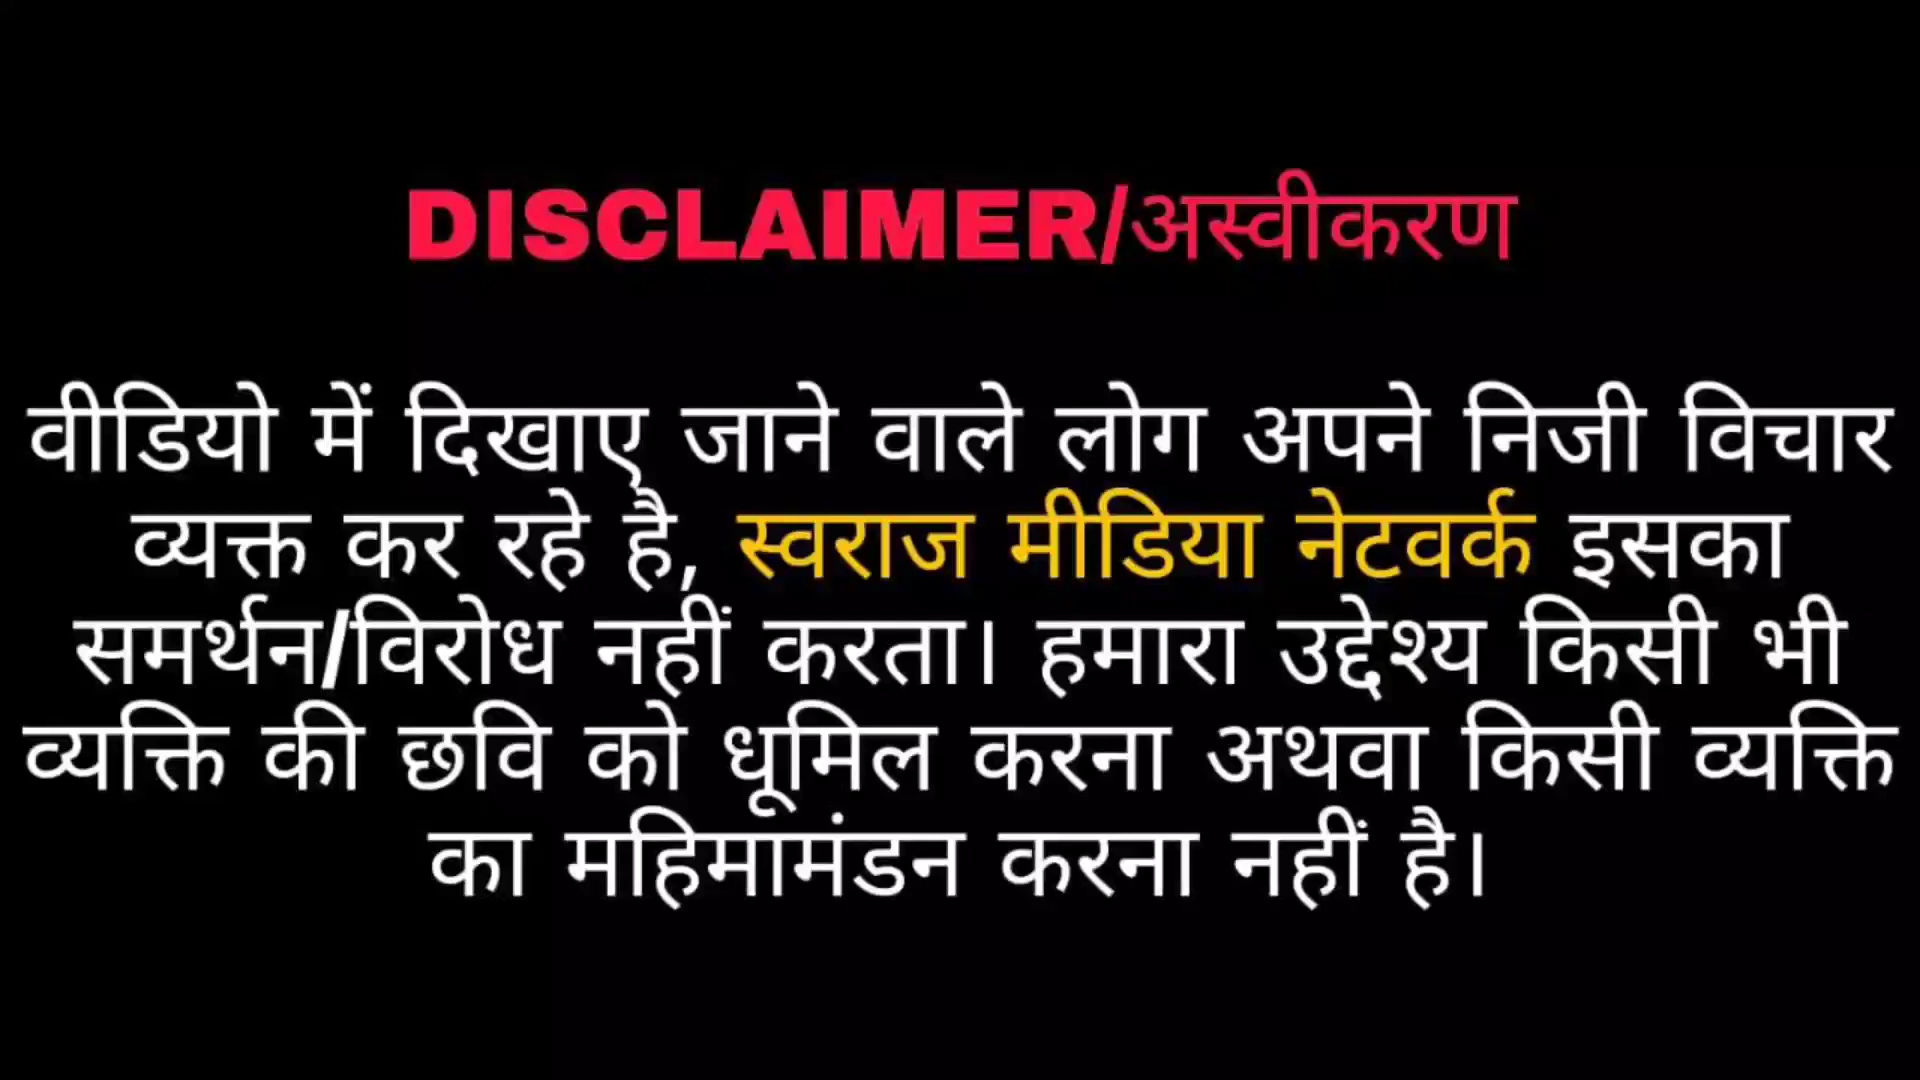 DISCLAIMER/अस्वीकरण
वीडियो में दिखाए जाने वाले लोग अपने निजी विचार
व्यक्त कर रहे है, स्वराज मीडिया नेटवर्क इसका
समर्थन/विरोध नहीं करता। हमारा उद्देश्य किसी भी
व्यक्ति की छवि को धूमिल करना अथवा किसी व्यक्ति
का महिमामंडन करना नहीं है।